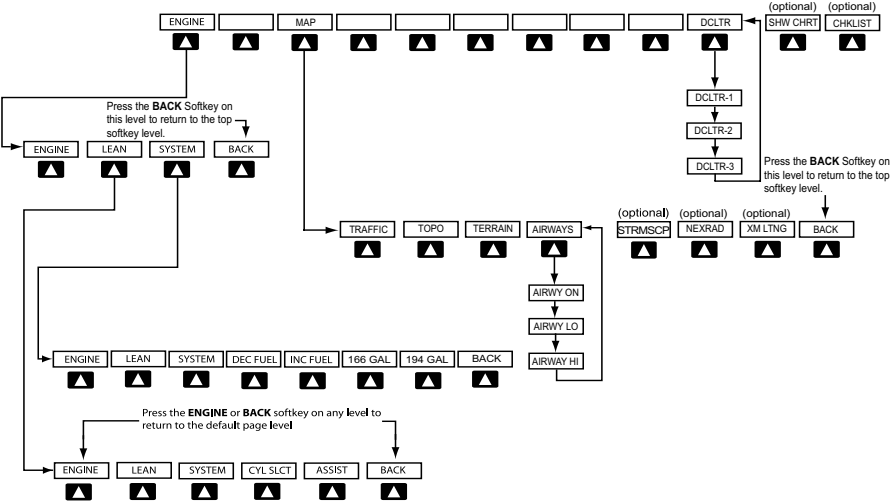 (optional) (optional)
ENGINE MAP DCLTR SHW CHRT CHKLIST
DCLTR-1
DCLTR-2
DCLTR-3
Press the BACK Softkey on
this level to return to the top
softkey level.
ENGINE LEAN SYSTEM BACK
Press the BACK Softkey on
this level to return to the top
softkey level.
(optional) (optional) (optional)
TRAFFIC TOPO TERRAIN AIRWAYS STRMSCP NEXRAD XM LTNG BACK
AIRWY ON
AIRWY LO
AIRWAY HI
ENGINE LEAN SYSTEM DEC FUEL INC FUEL 166 GAL 194 GAL BACK
Press the ENGINE or BACK softkey on any level to
return to the default page level
ENGINE LEAN SYSTEM CYL SLCT ASSIST BACK